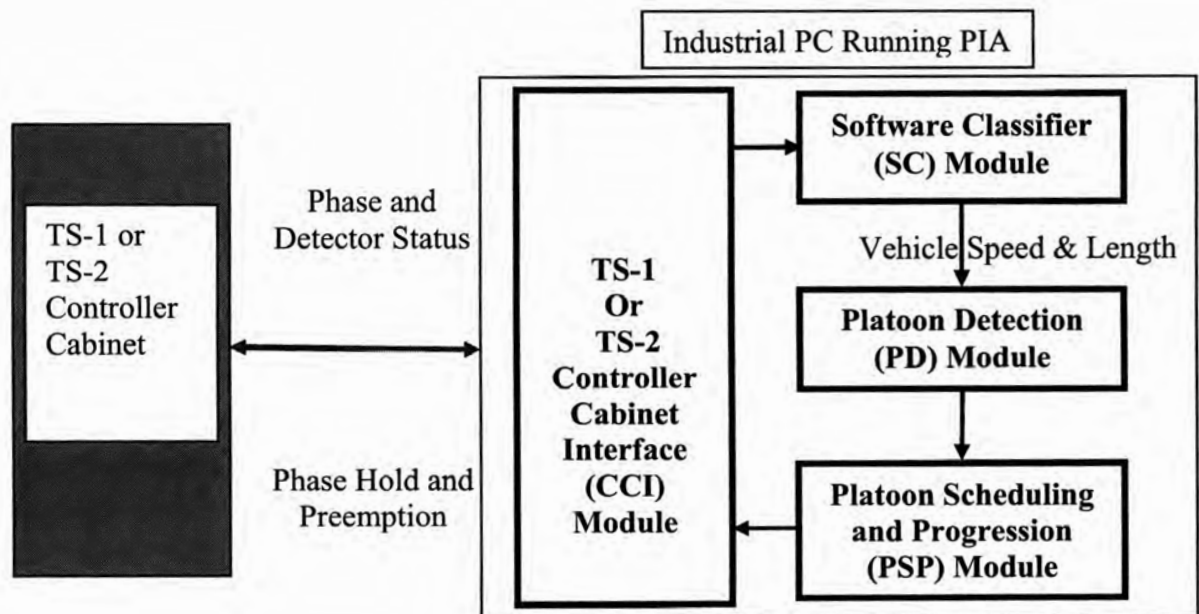 Industrial PC Running PIA
TS-1 or
TS-2
Controller
Cabinet
Phase and
Detector Status
Phase Hold and
Preemption
TS-1
Or
TS-2
Controller
Cabinet
Interface
(CCI)
Module
Software Classifier
(SC) Module
Vehicle Speed & Length
Platoon Detection
(PD) Module
Platoon Scheduling
and Progression
(PSP) Module